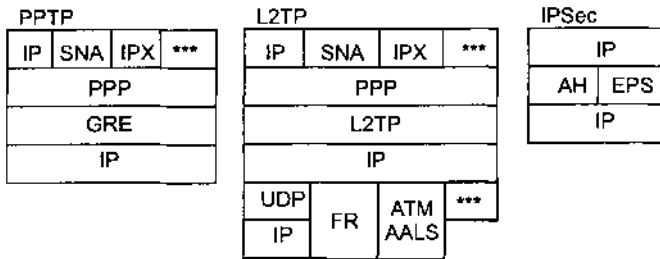 PPTP
IP SNA IPX ***
PPP
GRE
IP
L2TP
IP SNA IPX ***
PPP
L2TP
IP
UDP FR ATM AALS ***
IP
IPSec
IP
AH EPS
IP